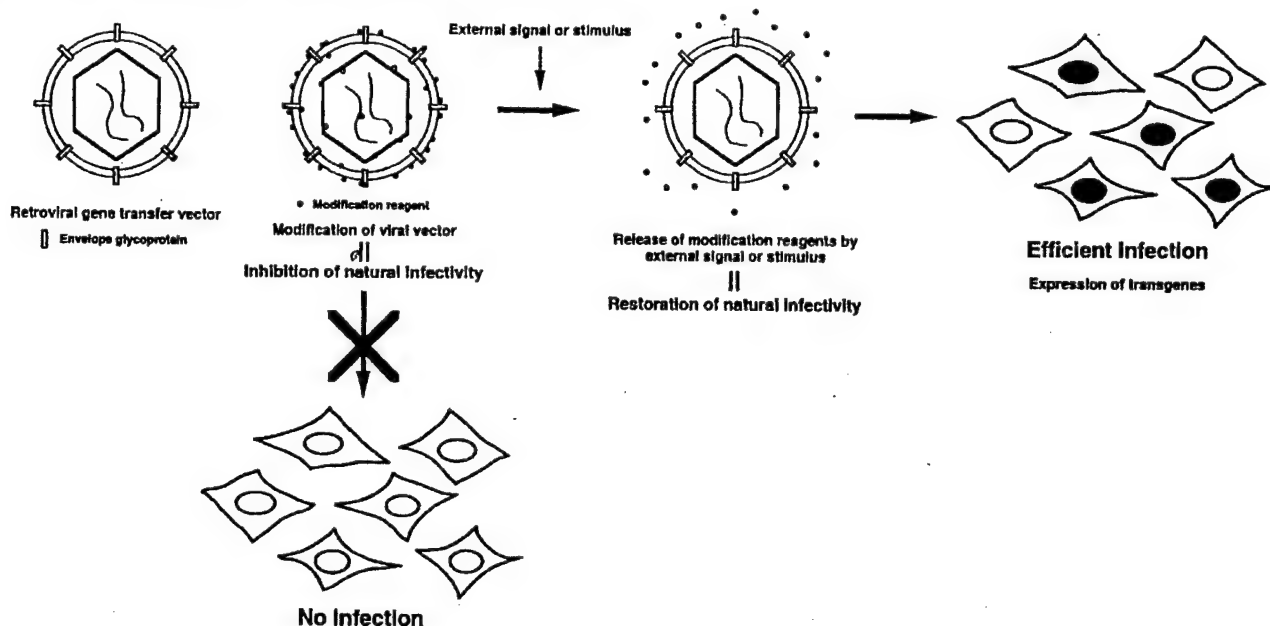 External signal or stimulus
Retroviral gene transfer vector
Envelope glycoprotein
Modification reagent
Modification of viral vector
Inhibition of natural infectivity
No Infection
Release of modification reagents by
external signal or stimulus
Restoration of natural infectivity
Efficient Infection
Expression of transgenes